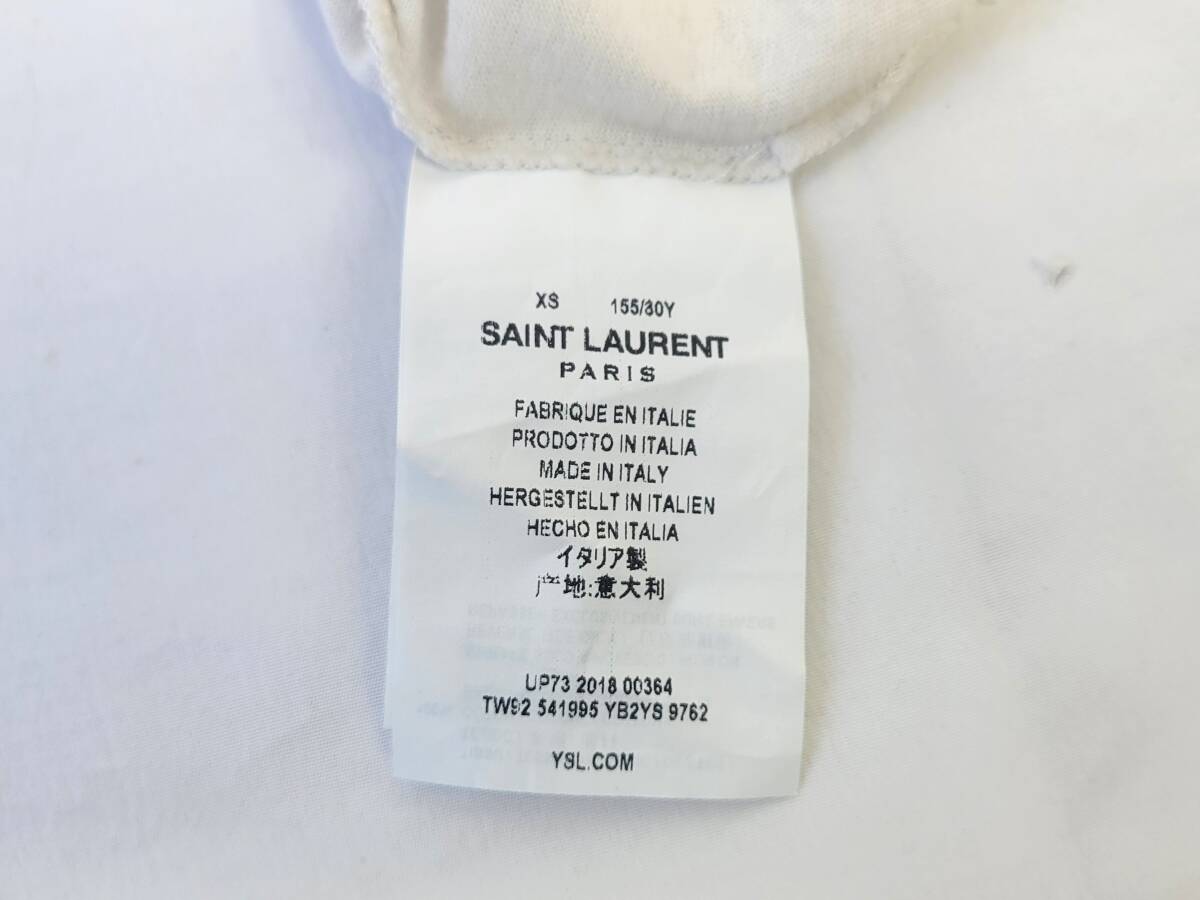 XS 155/80Y
SAINT LAURENT
PARIS
FABRIQUE EN ITALIE
PRODOTTO IN ITALIA
MADE IN ITALY
HERGESTELLT IN ITALIEN
HECHO EN ITALIA
イタリア製
产地:意大利
UP73 2018 00364
TW92 541995 YB2YS 9762
YSL.COM